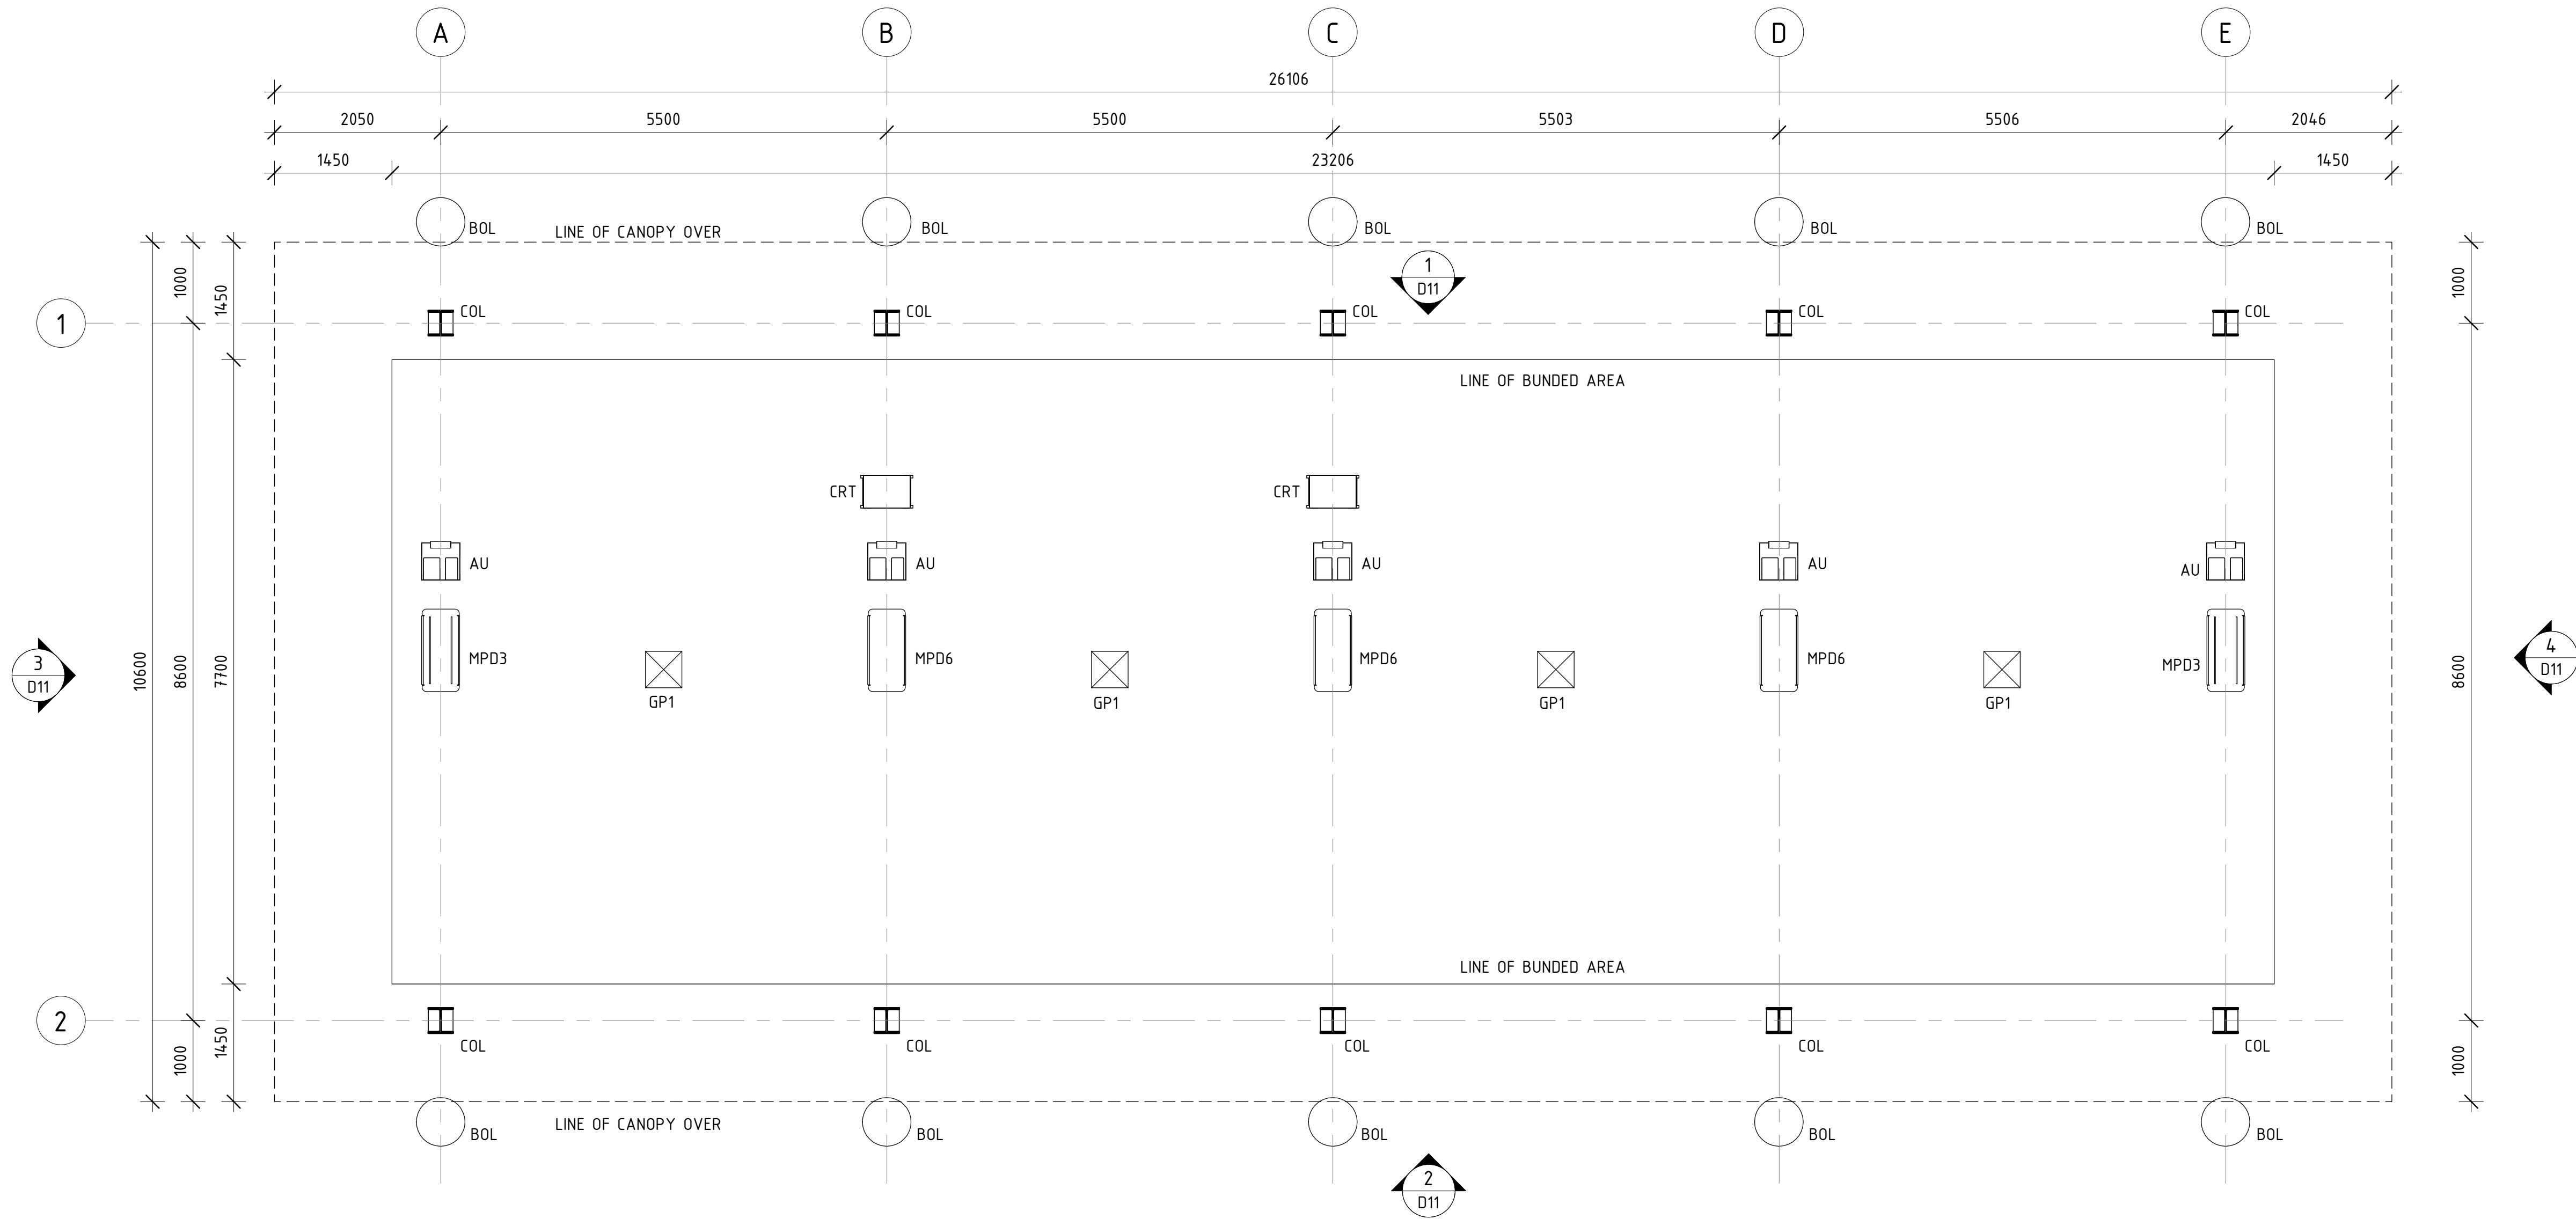 A B C D E
26106
2050 5500 5500 5503 5506 2046
1450 23206 1450
BOL BOL BOL BOL BOL
LINE OF CANOPY OVER
1000 1450 1000
1
D11
1 COL COL COL COL COL
LINE OF BUNDED AREA
CRT CRT
AU AU AU AU AU
MPD3 MPD6 MPD6 MPD6 MPD3
3
D11
10600 8600 7700 8600
4
D11
GP1 GP1 GP1 GP1
LINE OF BUNDED AREA
2
COL COL COL COL COL
1000 1450 1000
LINE OF CANOPY OVER
BOL BOL BOL BOL BOL
2
D11